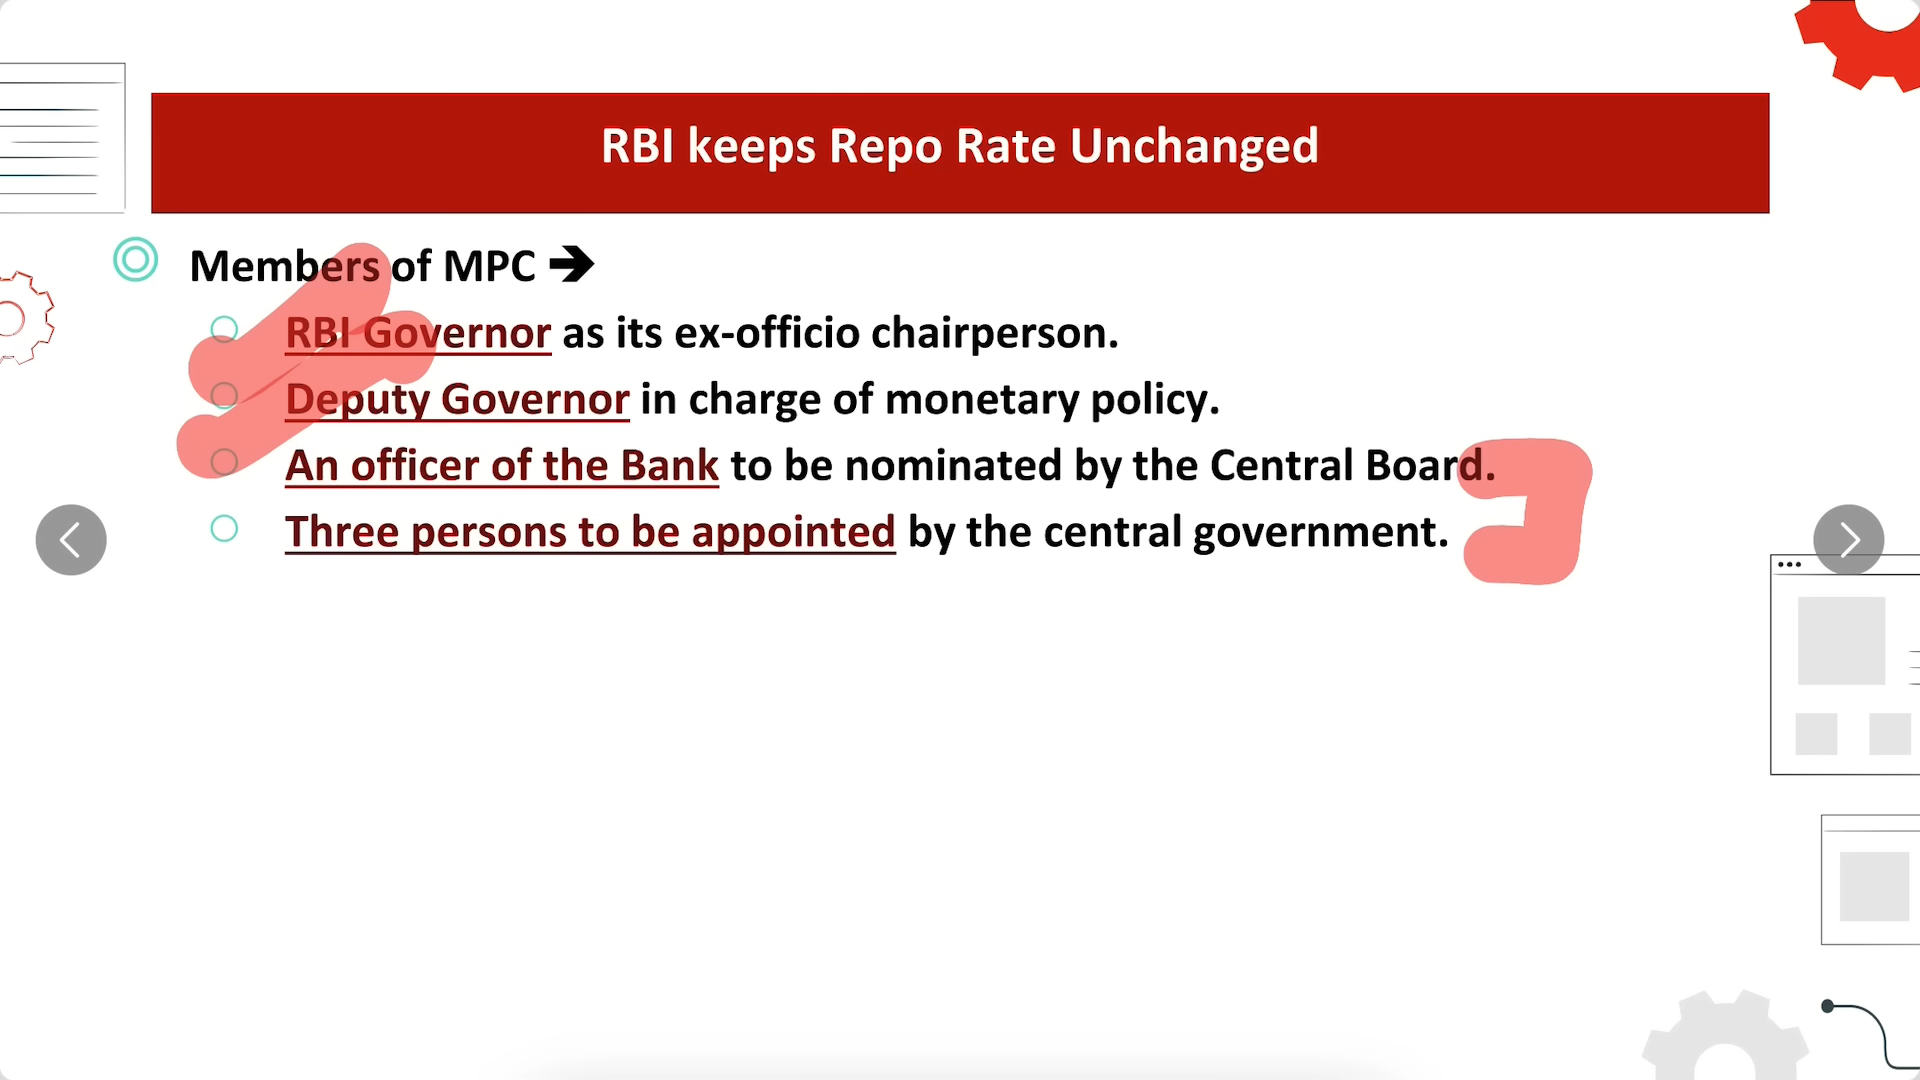 RBI keeps Repo Rate Unchanged
Members of MPC ➔
RBI Governor as its ex-officio chairperson.
Deputy Governor in charge of monetary policy.
An officer of the Bank to be nominated by the Central Board.
Three persons to be appointed by the central government.